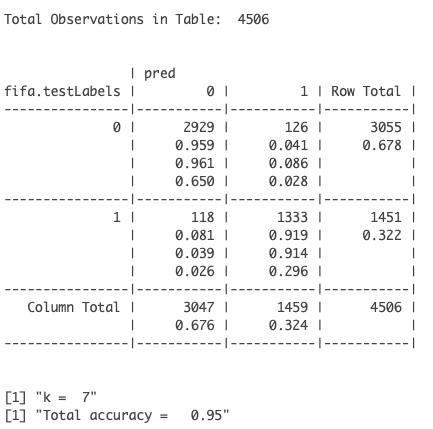 Total Observations in Table:  4506
             | pred
fifa.testLabels |         0 |         1 | Row Total |
----------------|-----------|-----------|-----------|
              0 |      2929 |       126 |      3055 |
                |     0.959 |     0.041 |     0.678 |
                |     0.961 |     0.086 |           |
                |     0.650 |     0.028 |           |
----------------|-----------|-----------|-----------|
              1 |       118 |      1333 |      1451 |
                |     0.081 |     0.919 |     0.322 |
                |     0.039 |     0.914 |           |
                |     0.026 |     0.296 |           |
----------------|-----------|-----------|-----------|
   Column Total |      3047 |      1459 |      4506 |
                |     0.676 |     0.324 |           |
----------------|-----------|-----------|-----------|
[1] "k =  7"
[1] "Total accuracy =   0.95"